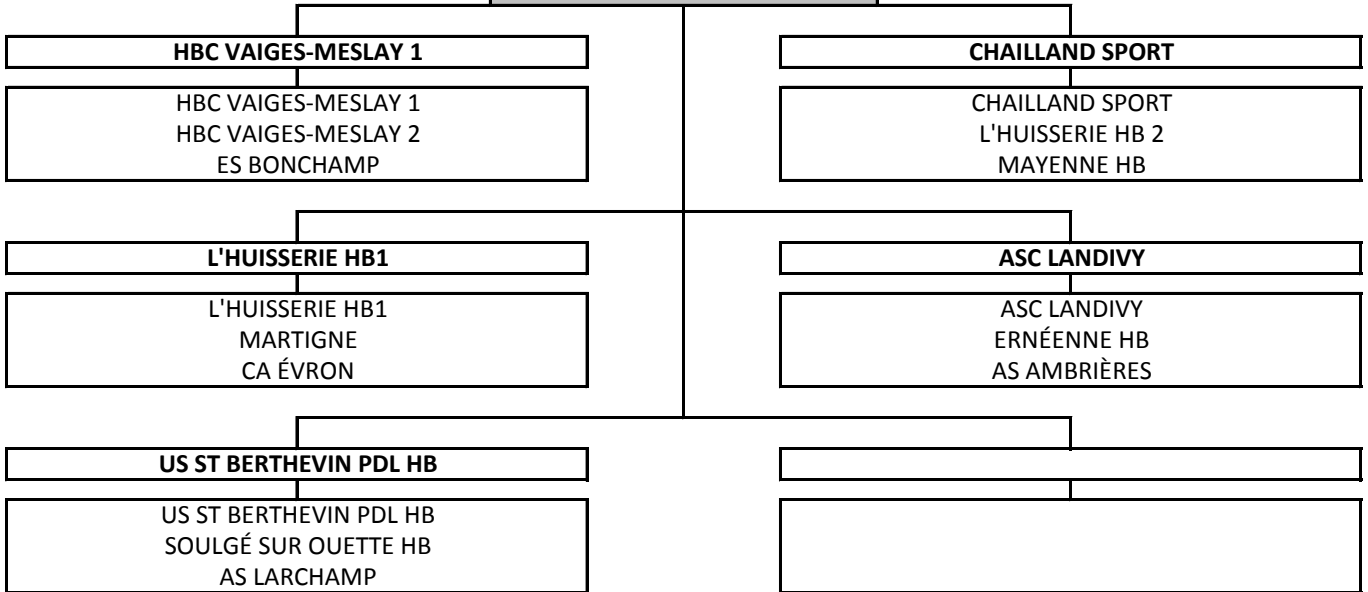 HBC VAIGES-MESLAY 1
HBC VAIGES-MESLAY 1
HBC VAIGES-MESLAY 2
ES BONCHAMP
CHAILLAND SPORT
CHAILLAND SPORT
L'HUISSERIE HB 2
MAYENNE HB
L'HUISSERIE HB1
L'HUISSERIE HB1
MARTIGNE
CA ÉVRON
ASC LANDIVY
ASC LANDIVY
ERNÉENNE HB
AS AMBRIÈRES
US ST BERTHEVIN PDL HB
US ST BERTHEVIN PDL HB
SOULGÉ SUR OUETTE HB
AS LARCHAMP